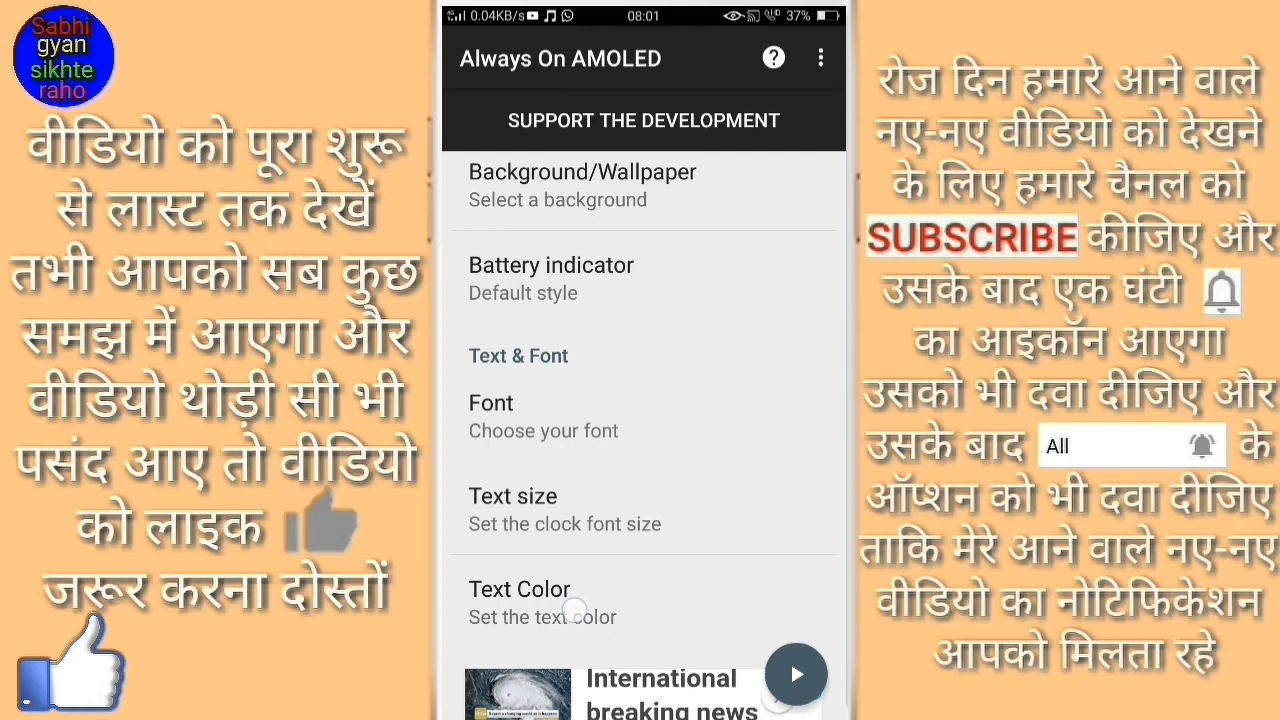 Sabhi
gyan
sikhte
raho
वीडियो को पूरा शुरू
से लास्ट तक देखें
तभी आपको सब कुछ
समझ में आएगा और
वीडियो थोड़ी सी भी
पसंद आए तो वीडियो
को लाइक
जरूर करना दोस्तों
0.04KB/s
08:01
37%
Always On AMOLED
SUPPORT THE DEVELOPMENT
Background/Wallpaper
Select a background
Battery indicator
Default style
Text & Font
Font
Choose your font
Text size
Set the clock font size
Text Color
Set the text color
International
breaking news
रोज दिन हमारे आने वाले
नए-नए वीडियो को देखने
के लिए हमारे चैनल को
SUBSCRIBE कीजिए और
उसके बाद एक घंटी
का आइकॉन आएगा
उसको भी दवा दीजिए और
उसके बाद All के
ऑप्शन को भी दवा दीजिए
ताकि मेरे आने वाले नए-नए
वीडियो का नोटिफिकेशन
आपको मिलता रहे